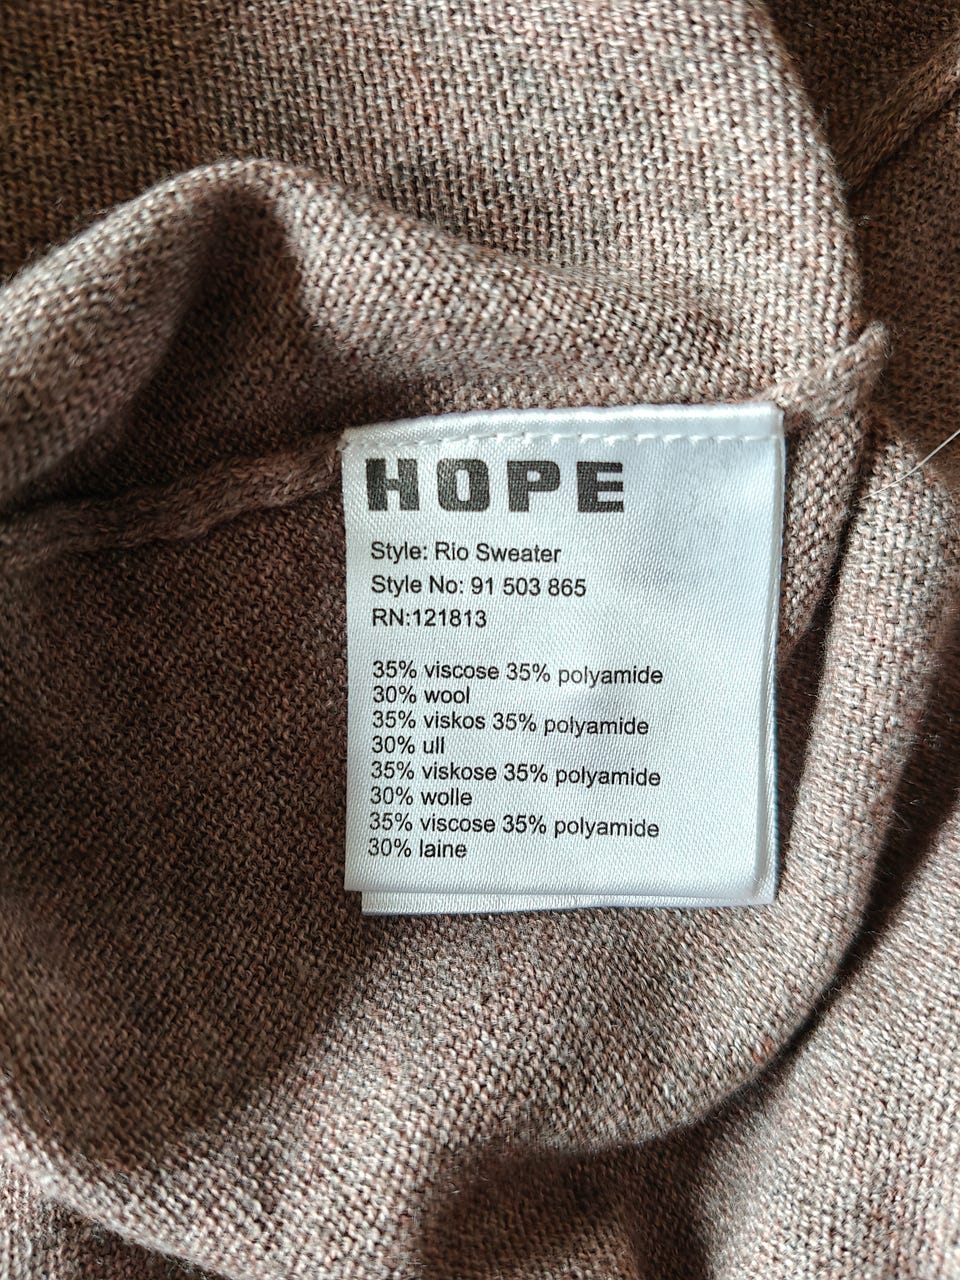 HOPE
Style: Rio Sweater
Style No: 91 503 865
RN:121813
35% viscose 35% polyamide
30% wool
35% viskos 35% polyamide
30% ull
35% viskose 35% polyamide
30% wolle
35% viscose 35% polyamide
30% laine